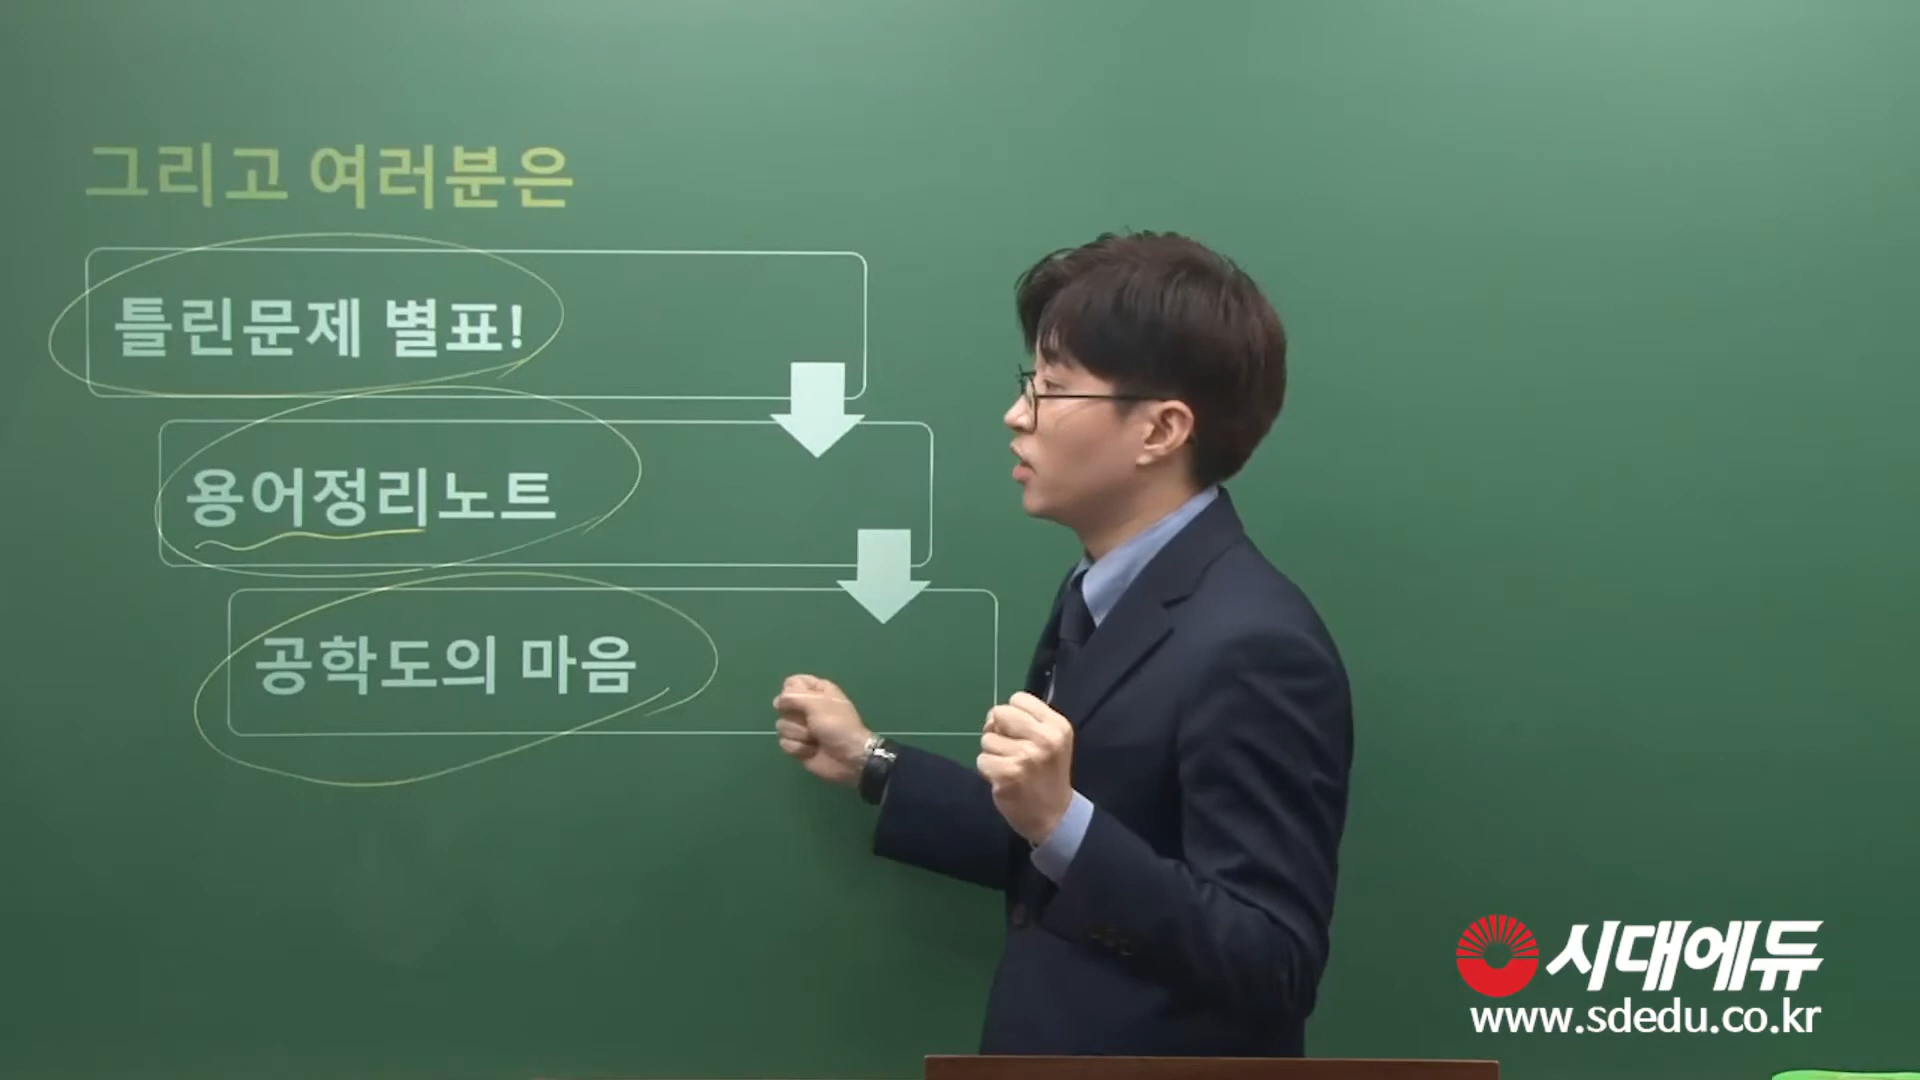 그리고 여러분은
틀린문제 별표!
용어정리노트
공학도의 마음
시대에듀
www.sdedu.co.kr